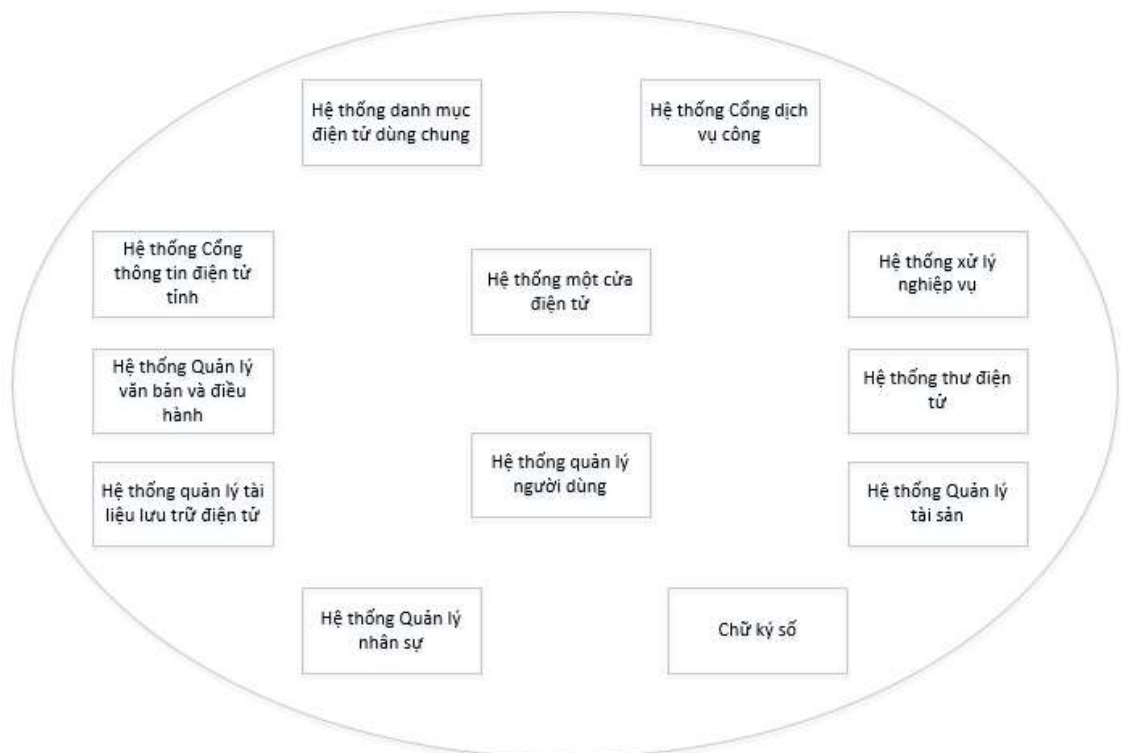 Hệ thống danh mục
điện tử dùng chung
Hệ thống Cổng dịch
vụ công
Hệ thống Cổng
thông tin điện tử
tỉnh
Hệ thống một cửa
điện tử
Hệ thống xử lý
nghiệp vụ
Hệ thống Quản lý
văn bản và điều
hành
Hệ thống thư điện
tử
Hệ thống quản lý
người dùng
Hệ thống quản lý tài
liệu lưu trữ điện tử
Hệ thống Quản lý
tài sản
Hệ thống Quản lý
nhân sự
Chữ ký số